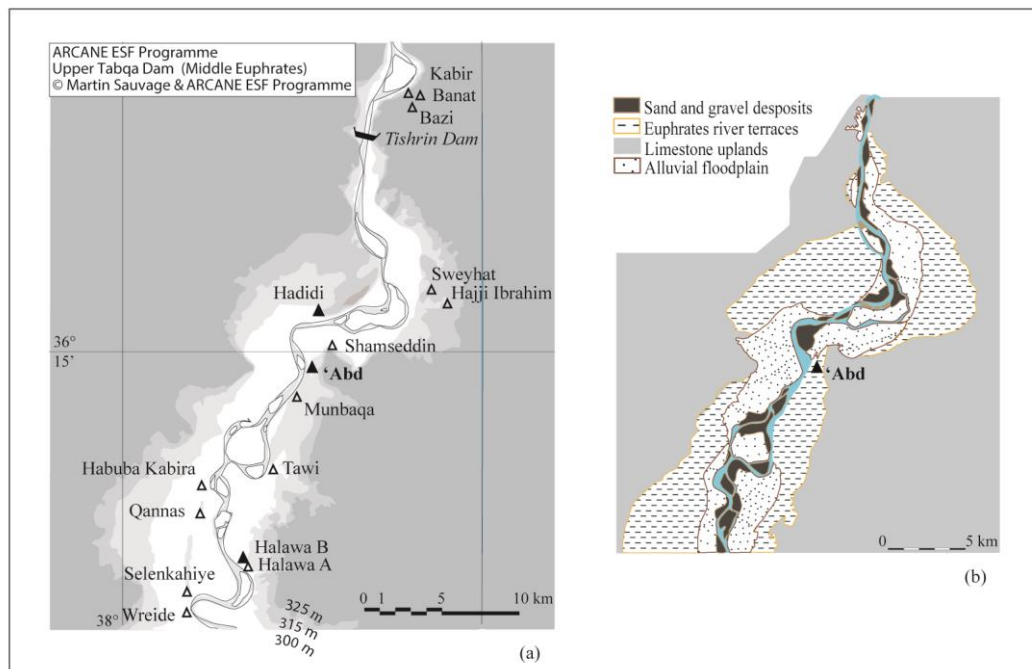 ARCANE ESF Programme
Upper Tabqa Dam (Middle Euphrates)
© Martin Sauvage & ARCANE ESF Programme
Kabir
Banat
Bazi
Tishrin Dam
Sweyhat
Hajji Ibrahim
Hadidi
36°
15’
Shamseddin
‘Abd
Munbaqa
Habuba Kabira
Tawi
Qannas
Halawa B
Halawa A
Selenkahiye
38°
Wreide
325 m
315 m
300 m
0 1 5 10 km
(a)
Sand and gravel desposits
Euphrates river terraces
Limestone uplands
Alluvial floodplain
‘Abd
0 5 km
(b)